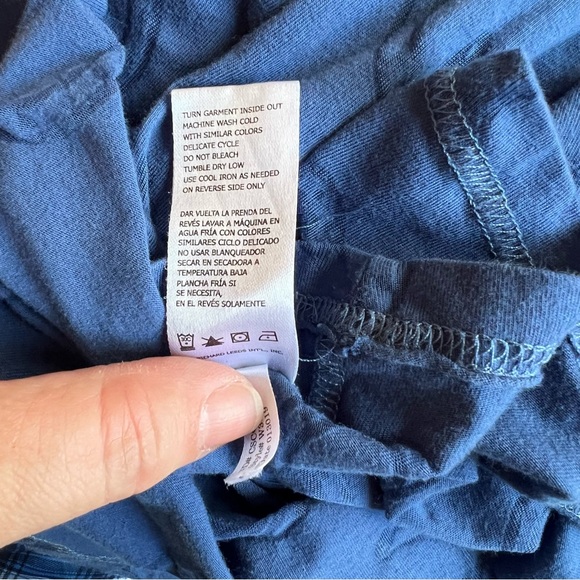 TURN GARMENT INSIDE OUT
MACHINE WASH COLD
WITH SIMILAR COLORS
DELICATE CYCLE
DO NOT BLEACH
TUMBLE DRY LOW
USE COOL IRON AS NEEDED
ON REVERSE SIDE ONLY
DAR VUELTA LA PRENDA DEL
REVÉS LAVAR A MÁQUINA EN
AGUA FRÍA CON COLORES
SIMILARES CICLO DELICADO
NO USAR BLANQUEADOR
SECAR EN SECADORA A
TEMPERATURA BAJA
PLANCHA FRÍA SI
SE NECESITA,
EN EL REVÉS SOLAMENTE
LEEDS INT'L., INC.